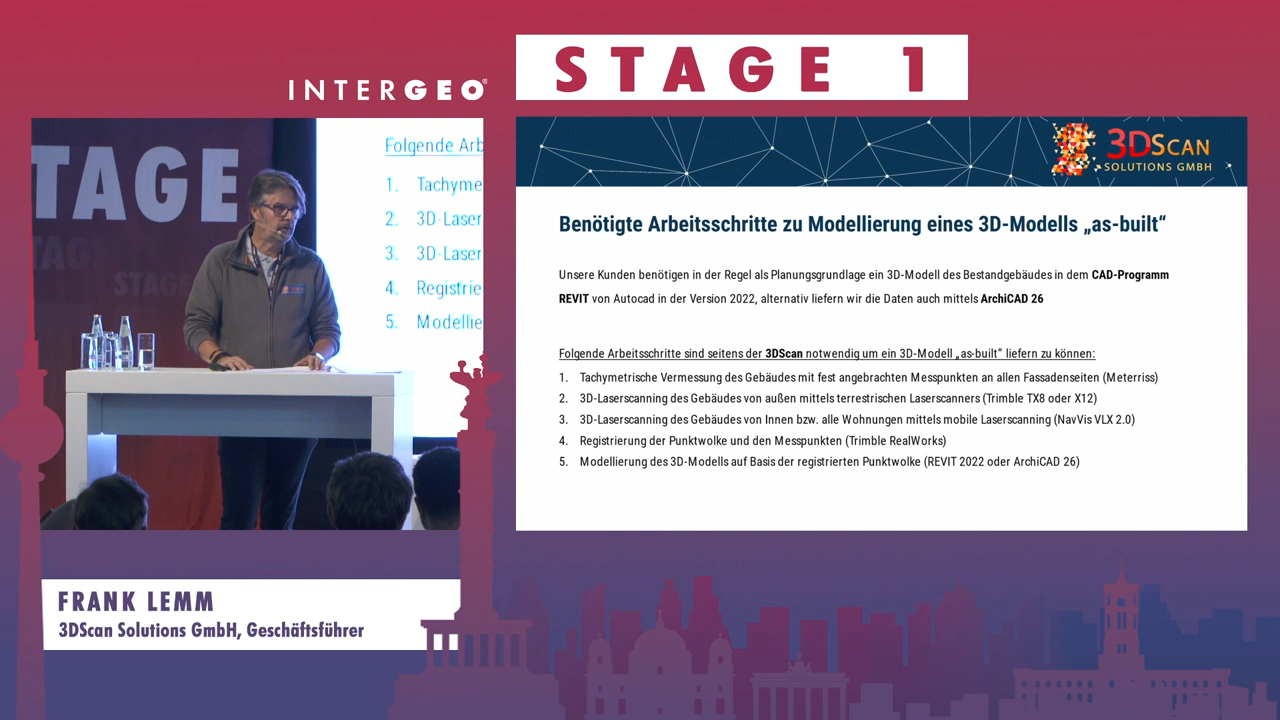 STAGE 1
INTERGEO®
TAGE
TAG
STAGE
Folgende Arb
1. Tachyme
2. 3D-Laser
3. 3D-Laser
4. Registrie
5. Modellie
3DSCAN
SOLUTIONS GMBH
Benötigte Arbeitsschritte zu Modellierung eines 3D-Modells „as-built“
Unsere Kunden benötigen in der Regel als Planungsgrundlage ein 3D-Modell des Bestandgebäudes in dem CAD-Programm
REVIT von Autocad in der Version 2022, alternativ liefern wir die Daten auch mittels ArchiCAD 26
Folgende Arbeitsschritte sind seitens der 3DScan notwendig um ein 3D-Modell „as-built“ liefern zu können:
1. Tachymetrische Vermessung des Gebäudes mit fest angebrachten Messpunkten an allen Fassadenseiten (Meterriss)
2. 3D-Laserscanning des Gebäudes von außen mittels terrestrischen Laserscanners (Trimble TX8 oder X12)
3. 3D-Laserscanning des Gebäudes von Innen bzw. alle Wohnungen mittels mobile Laserscanning (NavVis VLX 2.0)
4. Registrierung der Punktwolke und den Messpunkten (Trimble RealWorks)
5. Modellierung des 3D-Modells auf Basis der registrierten Punktwolke (REVIT 2022 oder ArchiCAD 26)
FRANK LEMM
3DScan Solutions GmbH, Geschäftsführer